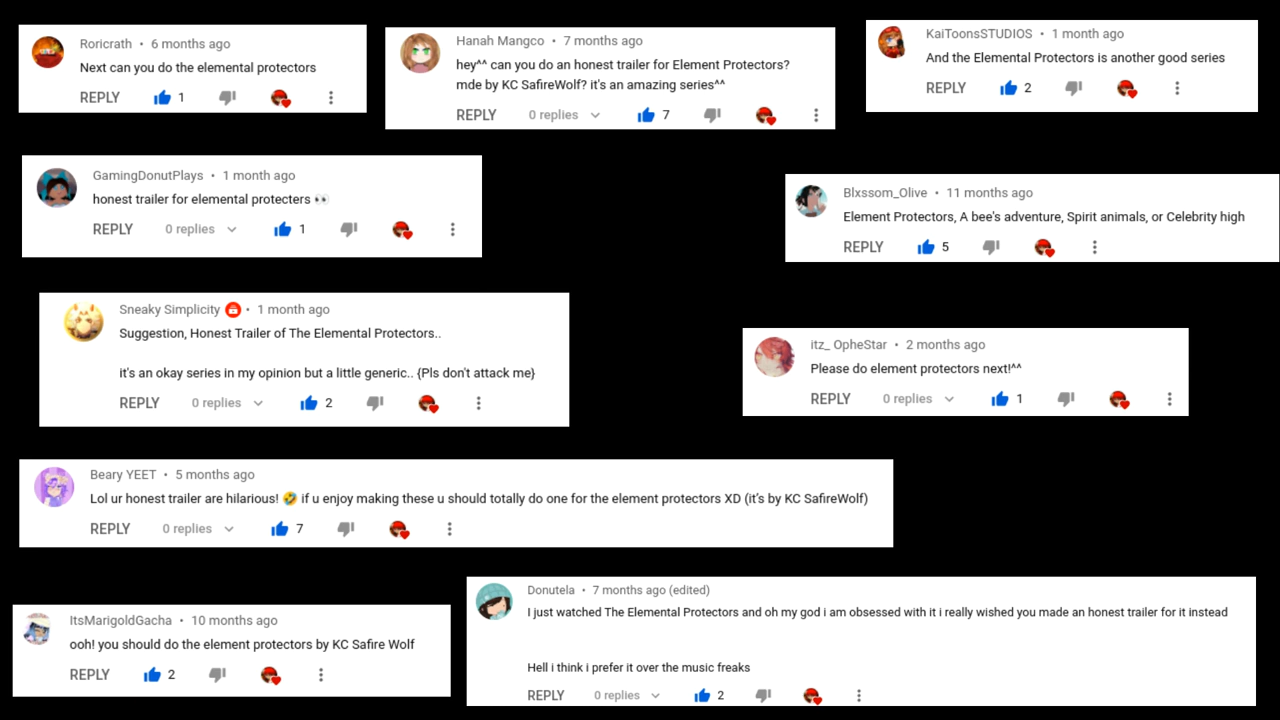 Roricrath • 6 months ago
Next can you do the elemental protectors
REPLY 1
Hanah Mangco • 7 months ago
hey^^ can you do an honest trailer for Element Protectors?
mde by KC SafireWolf? it's an amazing series^^
REPLY 0 replies 7
KaiToonsSTUDIOS • 1 month ago
And the Elemental Protectors is another good series
REPLY 2
GamingDonutPlays • 1 month ago
honest trailer for elemental protecters 👀
REPLY 0 replies 1
Blxssom_Olive • 11 months ago
Element Protectors, A bee's adventure, Spirit animals, or Celebrity high
REPLY 5
Sneaky Simplicity • 1 month ago
Suggestion, Honest Trailer of The Elemental Protectors..
it's an okay series in my opinion but a little generic.. {Pls don't attack me}
REPLY 0 replies 2
itz_ OpheStar • 2 months ago
Please do element protectors next!^^
REPLY 0 replies 1
Beary YEET • 5 months ago
Lol ur honest trailer are hilarious! 🤣 if u enjoy making these u should totally do one for the element protectors XD (it's by KC SafireWolf)
REPLY 0 replies 7
ItsMarigoldGacha • 10 months ago
ooh! you should do the element protectors by KC Safire Wolf
REPLY 2
Donutela • 7 months ago (edited)
I just watched The Elemental Protectors and oh my god i am obsessed with it i really wished you made an honest trailer for it instead
Hell i think i prefer it over the music freaks
REPLY 0 replies 2